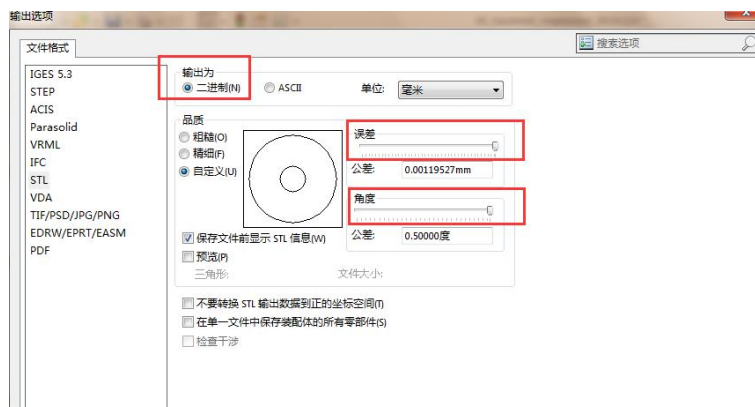 输出选项
搜索选项
文件格式
IGES 5.3
STEP
ACIS
Parasolid
VRML
IFC
STL
VDA
TIF/PSD/JPG/PNG
EDRW/EPRT/EASM
PDF
输出为
二进制(N)
ASCII
单位:
毫米
品质
粗糙(O)
精细(F)
自定义(U)
误差
公差:
0.00119527mm
角度
公差:
0.50000度
保存文件前显示 STL 信息(W)
预览(P)
三角形:
文件大小:
不要转换 STL 输出数据到正的坐标空间(T)
在单一文件中保存装配体的所有零部件(S)
检查干涉